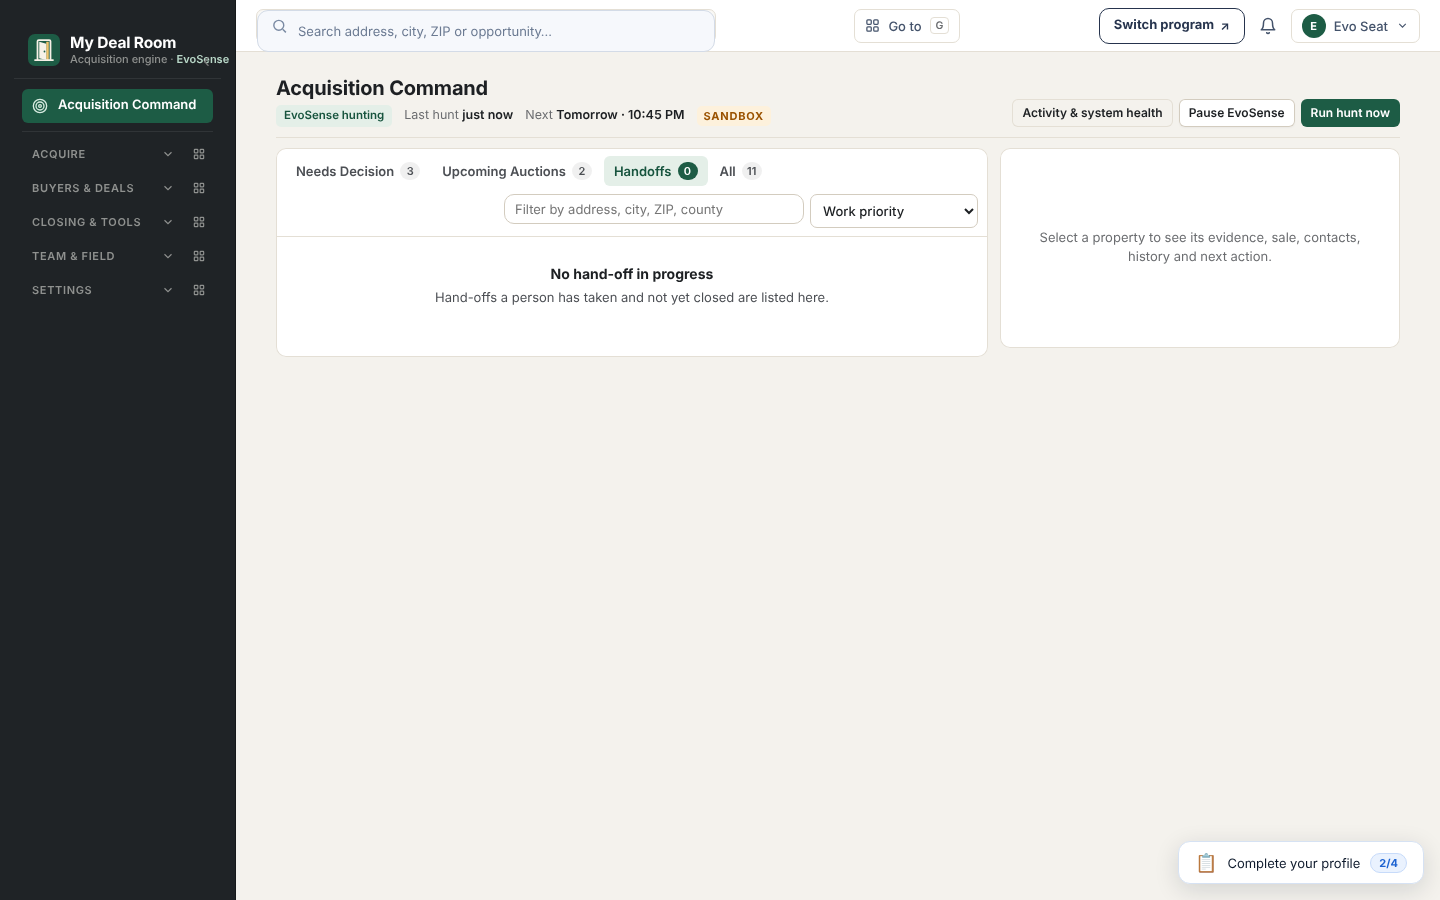 My Deal Room
Acquisition engine · EvoSense
Search address, city, ZIP or opportunity...
Go to G
Switch program
E Evo Seat
Acquisition Command
ACQUIRE
BUYERS & DEALS
CLOSING & TOOLS
TEAM & FIELD
SETTINGS
Acquisition Command
EvoSense hunting Last hunt just now Next Tomorrow · 10:45 PM SANDBOX
Activity & system health Pause EvoSense Run hunt now
Needs Decision 3 Upcoming Auctions 2 Handoffs 0 All 11
Filter by address, city, ZIP, county Work priority
No hand-off in progress
Hand-offs a person has taken and not yet closed are listed here.
Select a property to see its evidence, sale, contacts,
history and next action.
Complete your profile 2/4